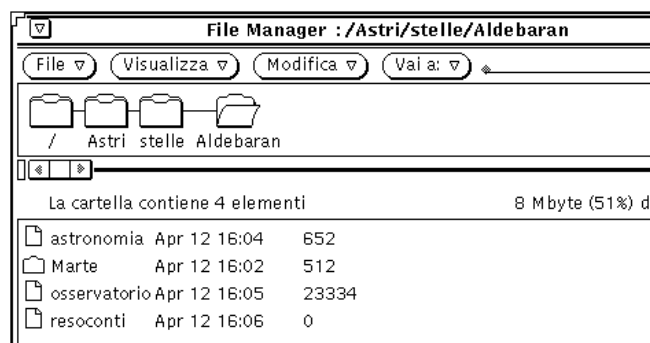 File Manager : /Astri/stelle/Aldebaran
File Visualizza Modifica Vai a:
/ Astri stelle Aldebaran
La cartella contiene 4 elementi 8 Mbyte (51%) d
astronomia Apr 12 16:04 652
Marte Apr 12 16:02 512
osservatorio Apr 12 16:05 23334
resoconti Apr 12 16:06 0